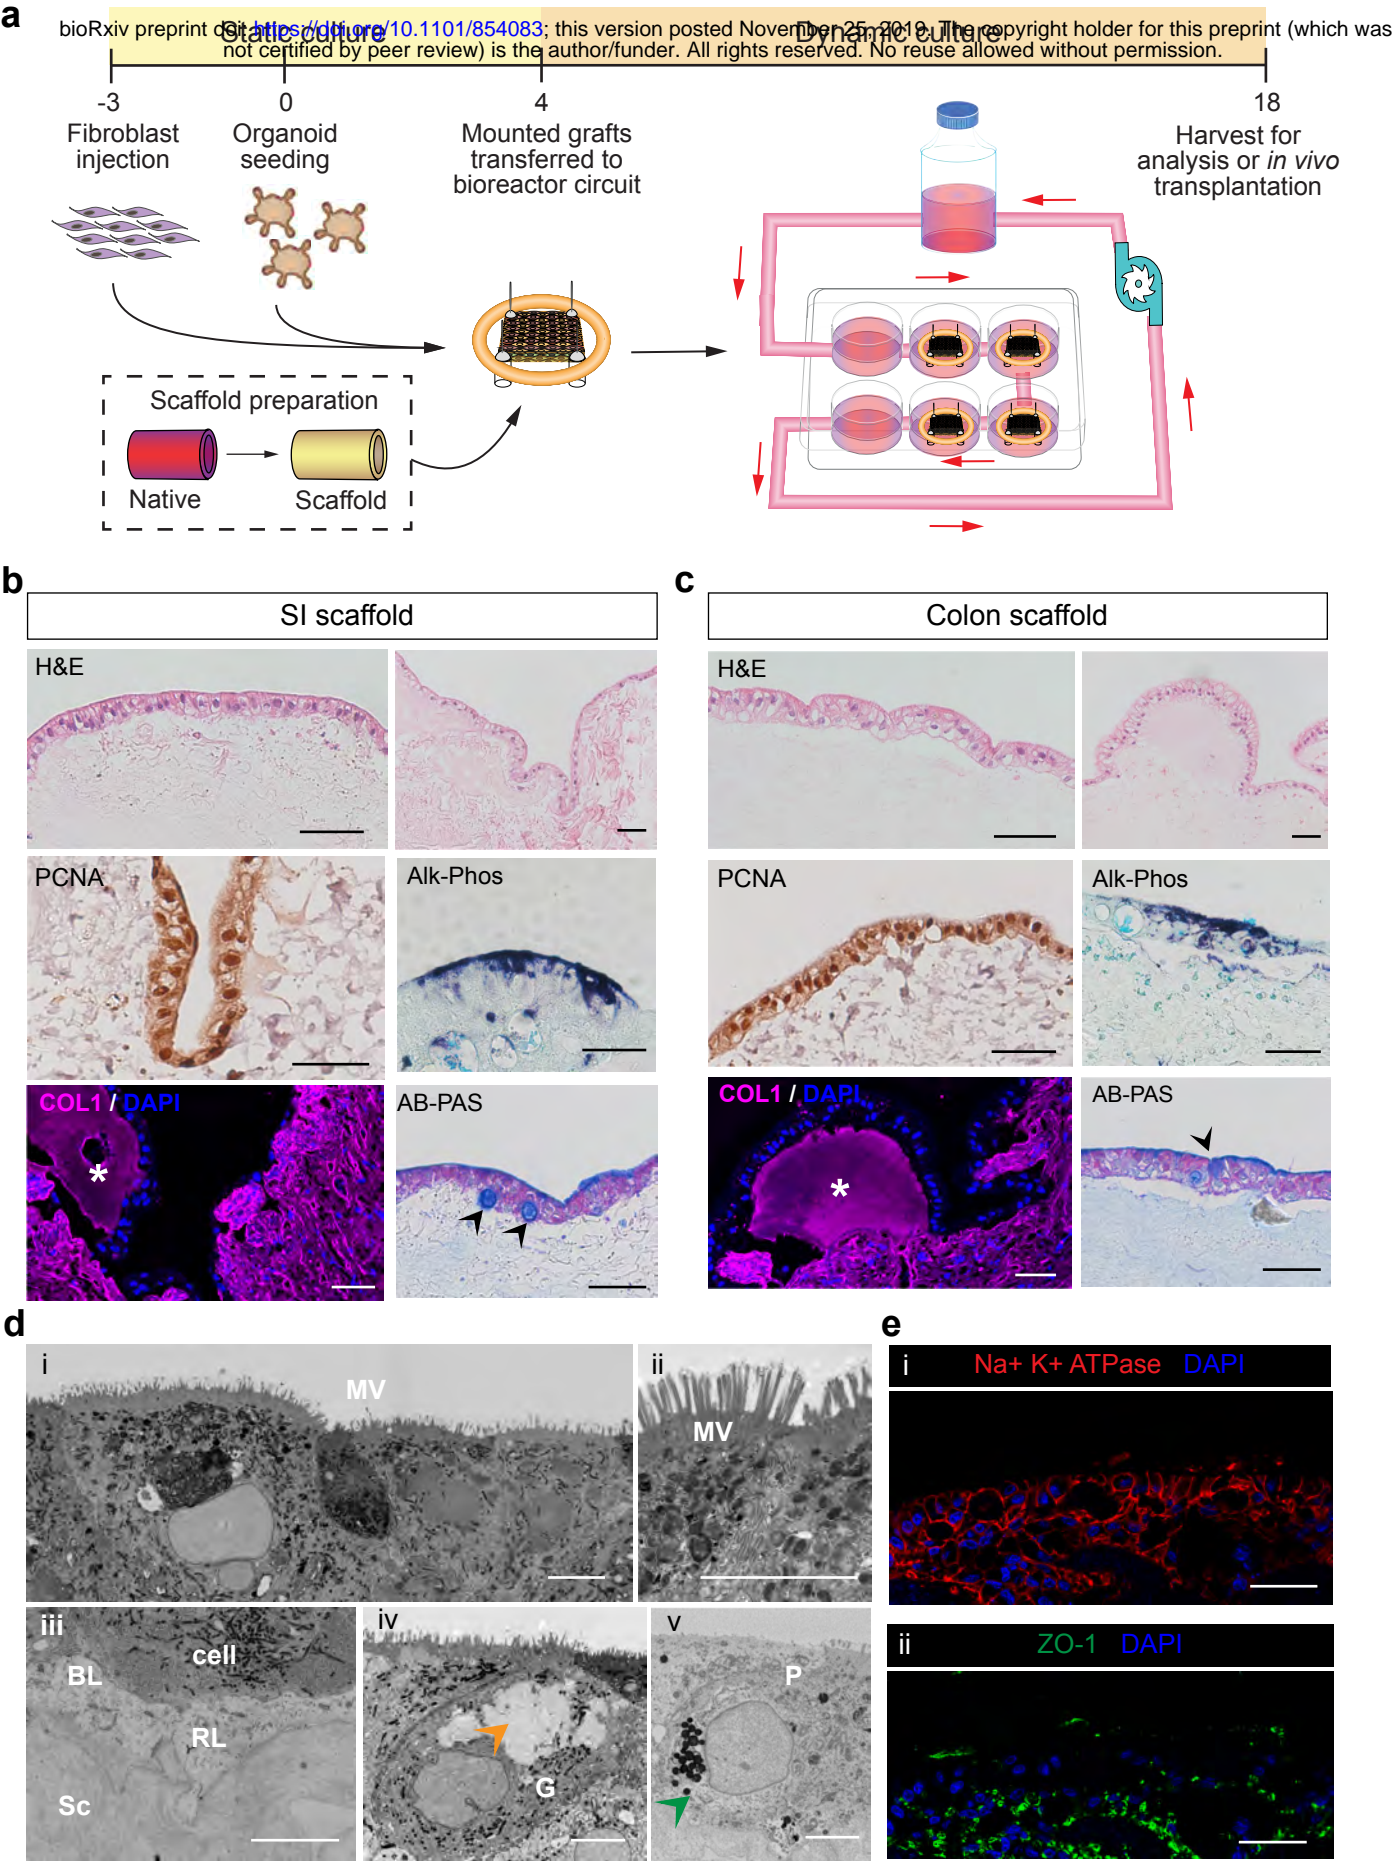 a
bioRxiv preprint doi: https://doi.org/10.1101/854083; this version posted November 25, 2019. The copyright holder for this preprint (which was
not certified by peer review) is the author/funder. All rights reserved. No reuse allowed without permission.
Static culture
Dynamic culture
-3
0
4
18
Fibroblast
injection
Organoid
seeding
Mounted grafts
transferred to
bioreactor circuit
Harvest for
analysis or in vivo
transplantation
Scaffold preparation
Native
Scaffold
b
SI scaffold
H&E
PCNA
Alk-Phos
COL1 / DAPI
*
AB-PAS
c
Colon scaffold
H&E
PCNA
Alk-Phos
COL1 / DAPI
*
AB-PAS
d
i
MV
ii
MV
iii
cell
BL
RL
Sc
iv
G
v
P
e
i
Na+ K+ ATPase DAPI
ii
ZO-1 DAPI